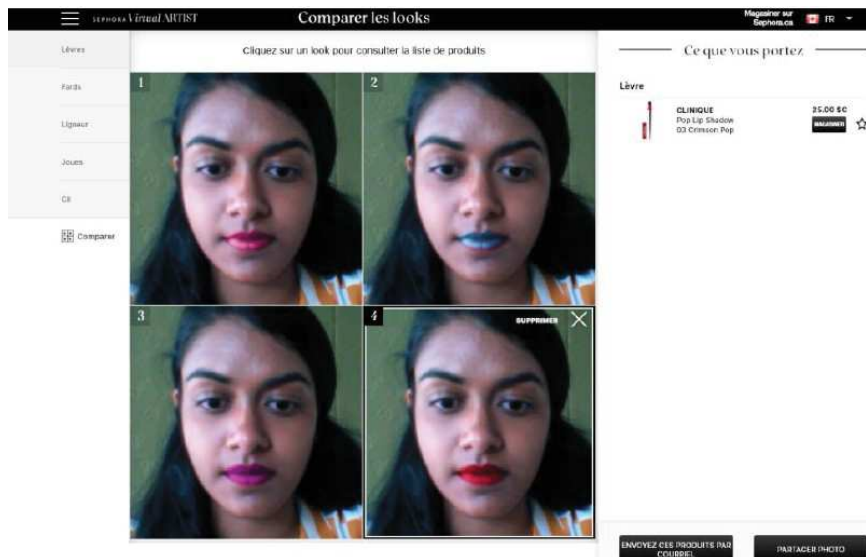 SEPHORA Virtual ARTIST
Comparer les looks
Magasiner sur
Sephora.ca
FR
Lèvres
Fards
Ligneur
Joues
Cil
Comparer
Cliquez sur un look pour consulter la liste de produits
1
2
3
4
SUPPRIMER
Ce que vous portez
Lèvre
CLINIQUE
Pop Lip Shadow
03 Crimson Pop
25.00 $C
MAGASINER
ENVOYEZ CES PRODUITS PAR
COURRIEL
PARTAGER PHOTO